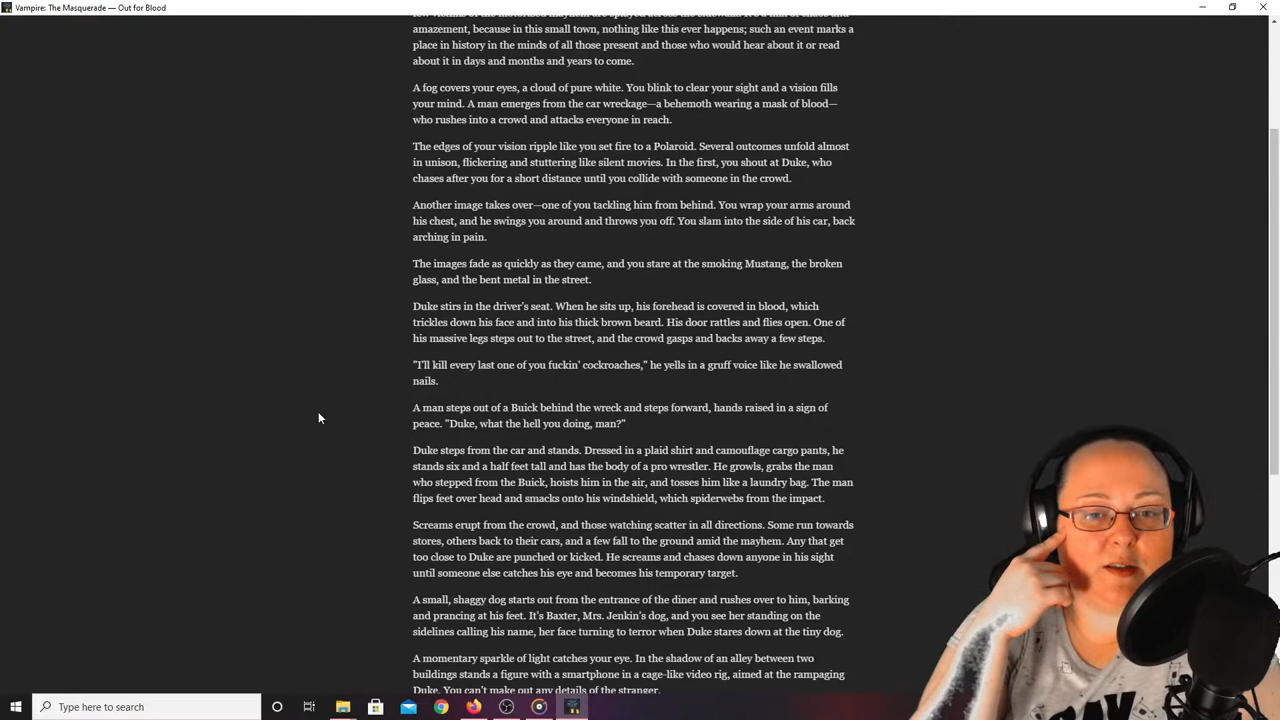 Vampire: The Masquerade — Out for Blood
amazement, because in this small town, nothing like this ever happens; such an event marks a
place in history in the minds of all those present and those who would hear about it or read
about it in days and months and years to come.
A fog covers your eyes, a cloud of pure white. You blink to clear your sight and a vision fills
your mind. A man emerges from the car wreckage—a behemoth wearing a mask of blood—
who rushes into a crowd and attacks everyone in reach.
The edges of your vision ripple like you set fire to a Polaroid. Several outcomes unfold almost
in unison, flickering and stuttering like silent movies. In the first, you shout at Duke, who
chases after you for a short distance until you collide with someone in the crowd.
Another image takes over—one of you tackling him from behind. You wrap your arms around
his chest, and he swings you around and throws you off. You slam into the side of his car, back
arching in pain.
The images fade as quickly as they came, and you stare at the smoking Mustang, the broken
glass, and the bent metal in the street.
Duke stirs in the driver's seat. When he sits up, his forehead is covered in blood, which
trickles down his face and into his thick brown beard. His door rattles and flies open. One of
his massive legs steps out to the street, and the crowd gasps and backs away a few steps.
"I'll kill every last one of you fuckin' cockroaches," he yells in a gruff voice like he swallowed
nails.
A man steps out of a Buick behind the wreck and steps forward, hands raised in a sign of
peace. "Duke, what the hell you doing, man?"
Duke steps from the car and stands. Dressed in a plaid shirt and camouflage cargo pants, he
stands six and a half feet tall and has the body of a pro wrestler. He growls, grabs the man
who stepped from the Buick, hoists him in the air, and tosses him like a laundry bag. The man
flips feet over head and smacks onto his windshield, which spiderwebs from the impact.
Screams erupt from the crowd, and those watching scatter in all directions. Some run towards
stores, others back to their cars, and a few fall to the ground amid the mayhem. Any that get
too close to Duke are punched or kicked. He screams and chases down anyone in his sight
until someone else catches his eye and becomes his temporary target.
A small, shaggy dog starts out from the entrance of the diner and rushes over to him, barking
and prancing at his feet. It's Baxter, Mrs. Jenkin's dog, and you see her standing on the
sidelines calling his name, her face turning to terror when Duke stares down at the tiny dog.
A momentary sparkle of light catches your eye. In the shadow of an alley between two
buildings stands a figure with a smartphone in a cage-like video rig, aimed at the rampaging
Duke. You can't make out any details of the stranger.
Type here to search